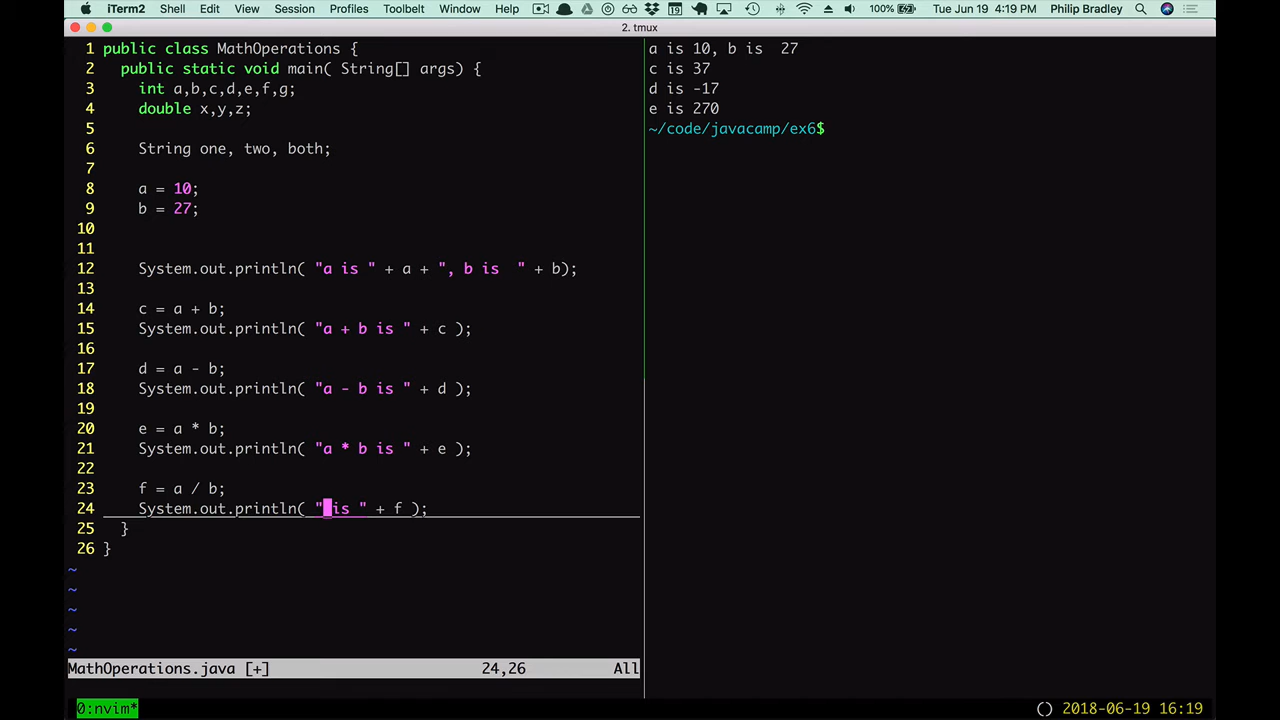 iTerm2 Shell Edit View Session Profiles Toolbelt Window Help 100% Tue Jun 19 4:19 PM Philip Bradley
2. tmux
1 public class MathOperations {
2 public static void main( String[] args) {
3 int a,b,c,d,e,f,g;
4 double x,y,z;
5
6 String one, two, both;
7
8 a = 10;
9 b = 27;
10
11
12 System.out.println( "a is " + a + ", b is  " + b);
13
14 c = a + b;
15 System.out.println( "a + b is " + c );
16
17 d = a - b;
18 System.out.println( "a - b is " + d );
19
20 e = a * b;
21 System.out.println( "a * b is " + e );
22
23 f = a / b;
24 System.out.println( " is " + f );
25 }
26 }
~
~
~
~
~
MathOperations.java [+] 24,26 All
a is 10, b is  27
c is 37
d is -17
e is 270
~/code/javacamp/ex6$
0:nvim* () 2018-06-19 16:19